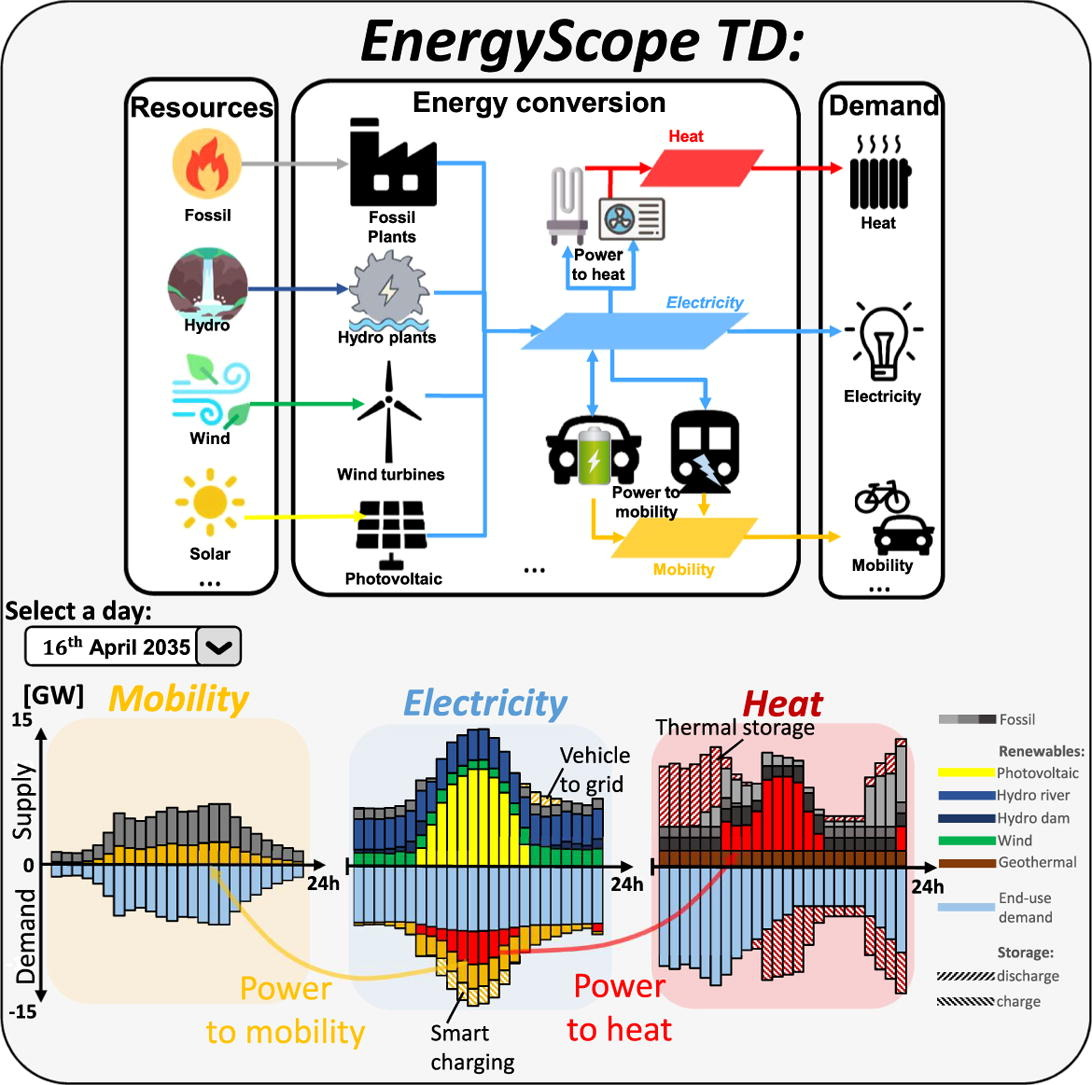 EnergyScope TD:
Resources
Energy conversion
Demand
Fossil
Hydro
Wind
Solar
...
Fossil
Plants
Hydro plants
Wind turbines
Photovoltaic
Heat
Power
to heat
Electricity
Power to
mobility
Mobility
...
Heat
Electricity
Mobility
...
Select a day:
16th April 2035
[GW]
15
Supply
0
Demand
-15
Mobility
24h
Power
to mobility
Electricity
Vehicle
to grid
24h
Smart
charging
Power
to heat
Heat
Thermal storage
24h
Fossil
Renewables:
Photovoltaic
Hydro river
Hydro dam
Wind
Geothermal
End-use
demand
Storage:
discharge
charge